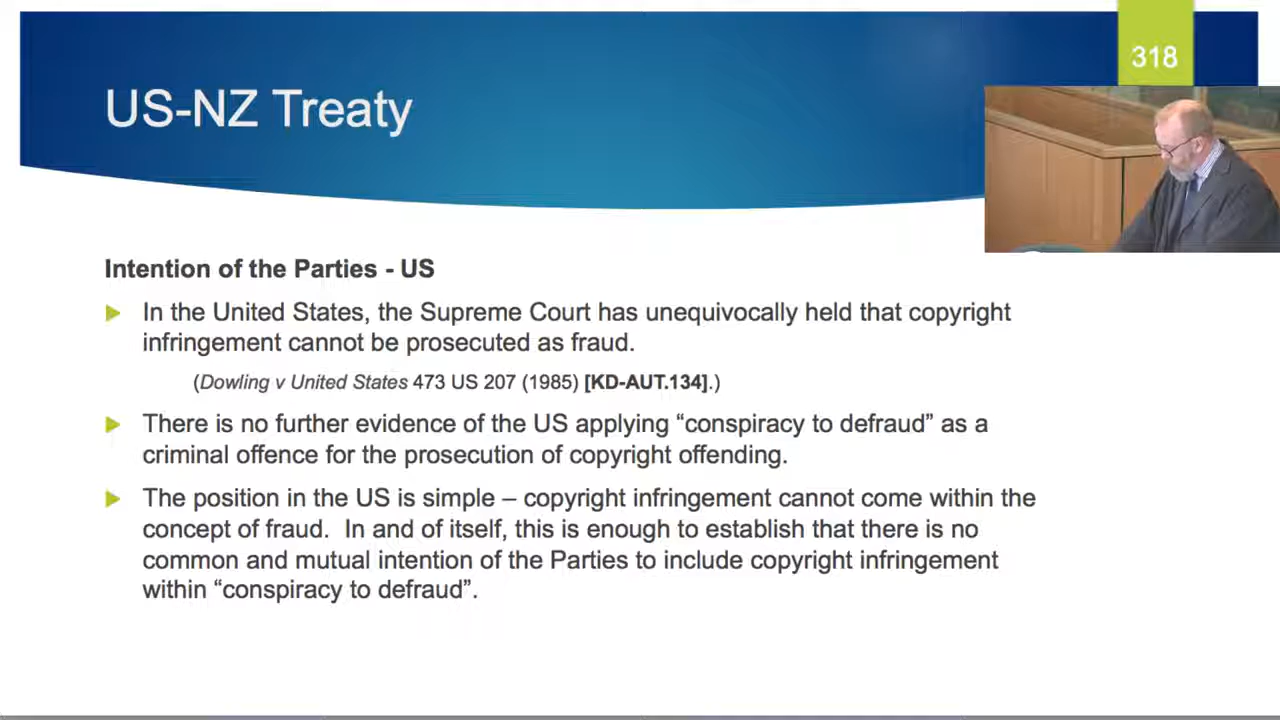 318
US-NZ Treaty
Intention of the Parties - US
In the United States, the Supreme Court has unequivocally held that copyright
infringement cannot be prosecuted as fraud.
(Dowling v United States 473 US 207 (1985) [KD-AUT.134].)
There is no further evidence of the US applying “conspiracy to defraud” as a
criminal offence for the prosecution of copyright offending.
The position in the US is simple – copyright infringement cannot come within the
concept of fraud.  In and of itself, this is enough to establish that there is no
common and mutual intention of the Parties to include copyright infringement
within “conspiracy to defraud”.